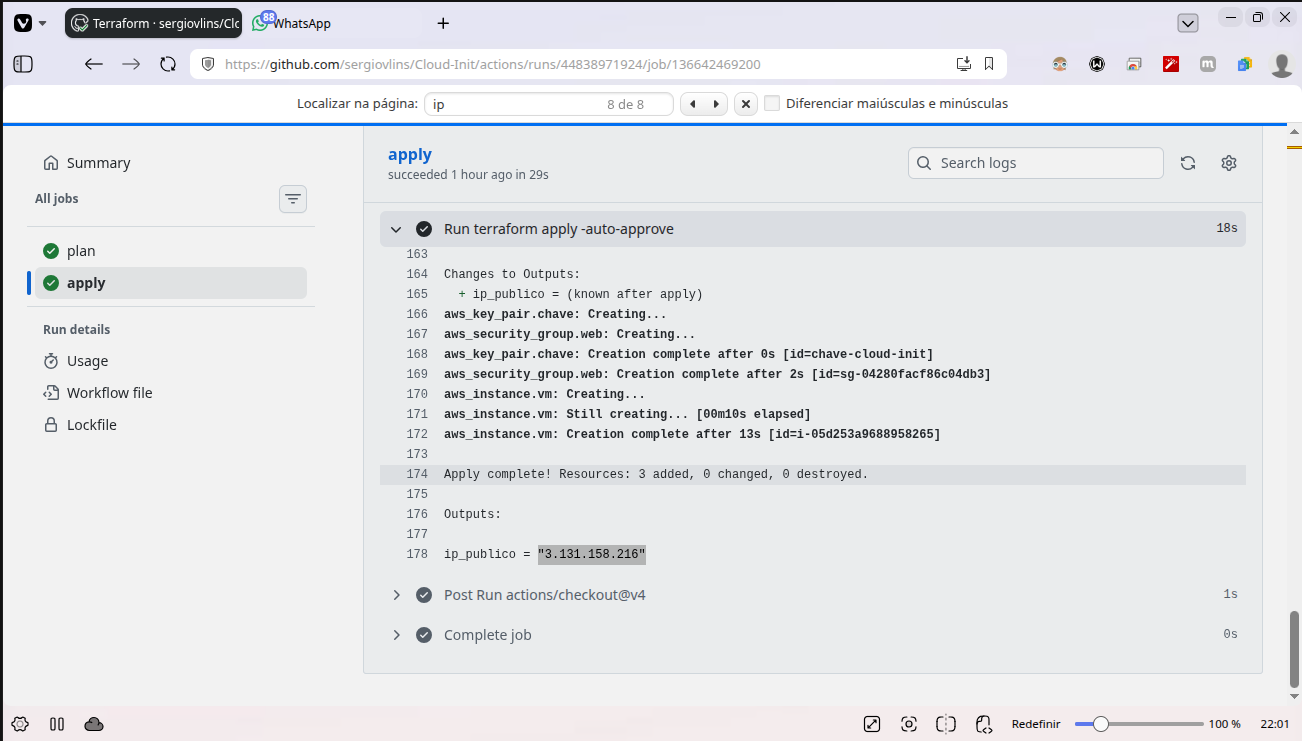 Terraform · sergiovlins/Clo
88
WhatsApp
https://github.com/sergiovlins/Cloud-Init/actions/runs/44838971924/job/136642469200
Localizar na página:
ip
8 de 8
Diferenciar maiúsculas e minúsculas
Summary
All jobs
plan
apply
Run details
Usage
Workflow file
Lockfile
apply
succeeded 1 hour ago in 29s
Search logs
Run terraform apply -auto-approve
18s
163
164 Changes to Outputs:
165 + ip_publico = (known after apply)
166 aws_key_pair.chave: Creating...
167 aws_security_group.web: Creating...
168 aws_key_pair.chave: Creation complete after 0s [id=chave-cloud-init]
169 aws_security_group.web: Creation complete after 2s [id=sg-04280facf86c04db3]
170 aws_instance.vm: Creating...
171 aws_instance.vm: Still creating... [00m10s elapsed]
172 aws_instance.vm: Creation complete after 13s [id=i-05d253a9688958265]
173
174 Apply complete! Resources: 3 added, 0 changed, 0 destroyed.
175
176 Outputs:
177
178 ip_publico = "3.131.158.216"
Post Run actions/checkout@v4
1s
Complete job
0s
Redefinir
100 %
22:01